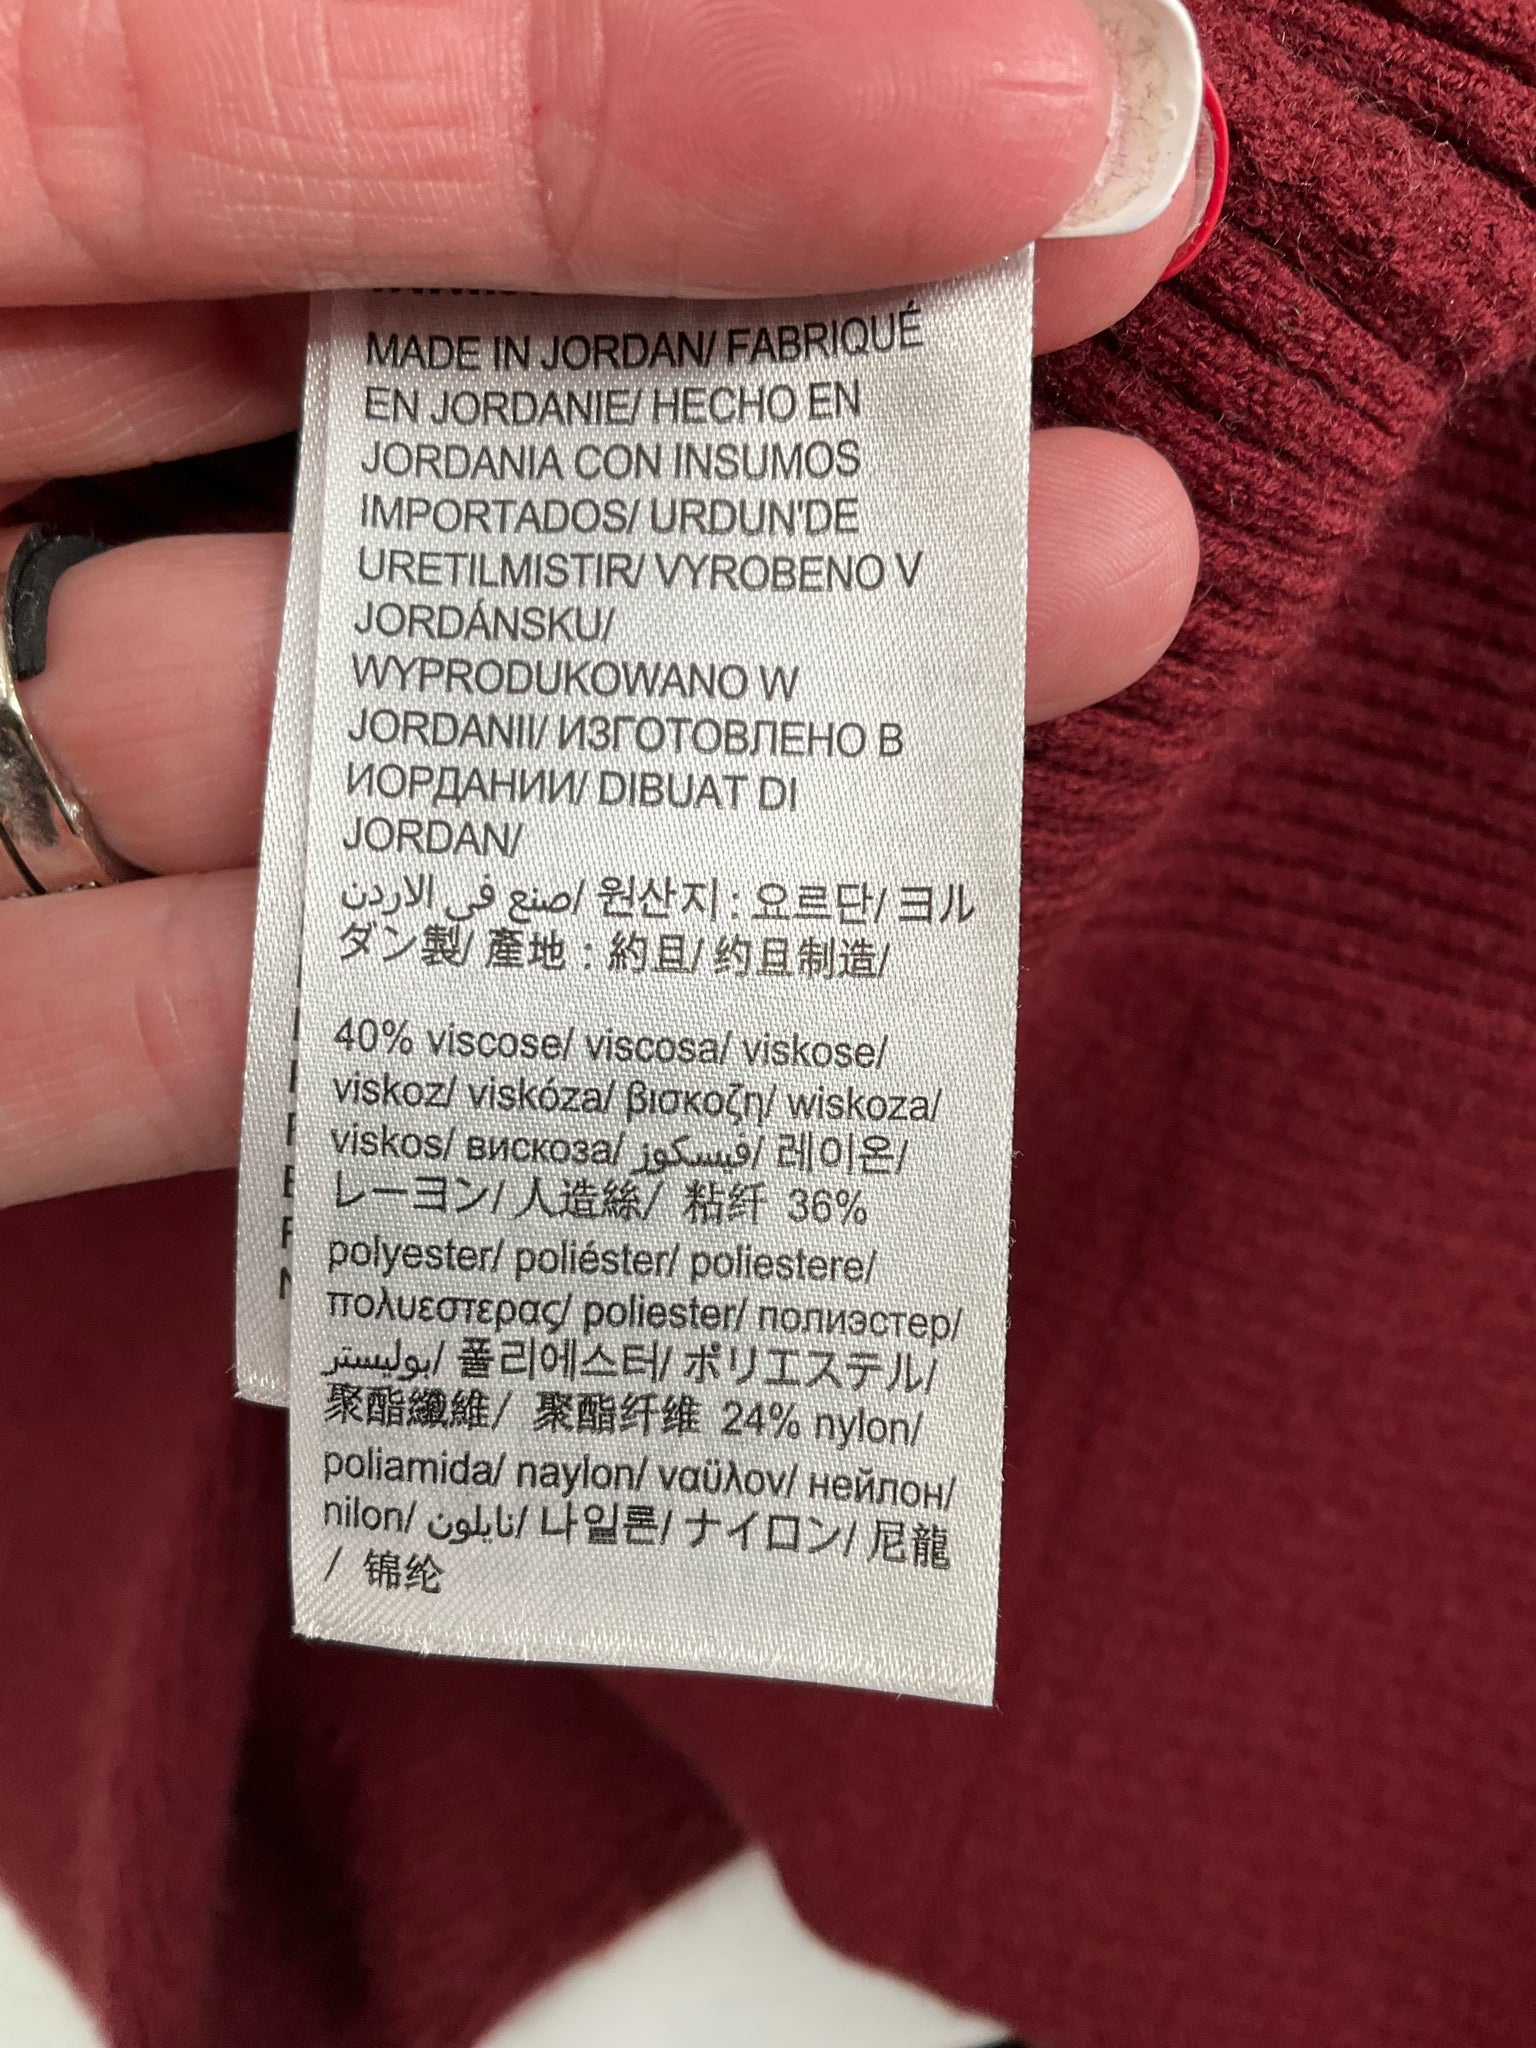 MADE IN JORDAN/ FABRIQUÉ
EN JORDANIE/ HECHO EN
JORDANIA CON INSUMOS
IMPORTADOS/ URDUN'DE
URETILMISTIR/ VYROBENO V
JORDÁNSKU/
WYPRODUKOWANO W
JORDANII/ ИЗГОТОВЛЕНО В
ИОРДАНИИ/ DIBUAT DI
JORDAN/
صنع في الاردن/ 원산지 : 요르단/ ヨル
ダン製/ 產地 : 約旦/ 约旦制造/
40% viscose/ viscosa/ viskose/
viskoz/ viskóza/ βισκοζη/ wiskoza/
viskos/ вискоза/ فيسكوز/ 레이온/
レーヨン/ 人造絲/ 粘纤 36%
polyester/ poliéster/ poliestere/
πολυεστερας/ poliester/ полиэстер/
بوليستر/ 폴리에스터/ ポリエステル/
聚酯纖維/ 聚酯纤维 24% nylon/
poliamida/ naylon/ ναϋλον/ нейлон/
nilon/ نايلون/ 나일론/ ナイロン/ 尼龍
/ 锦纶